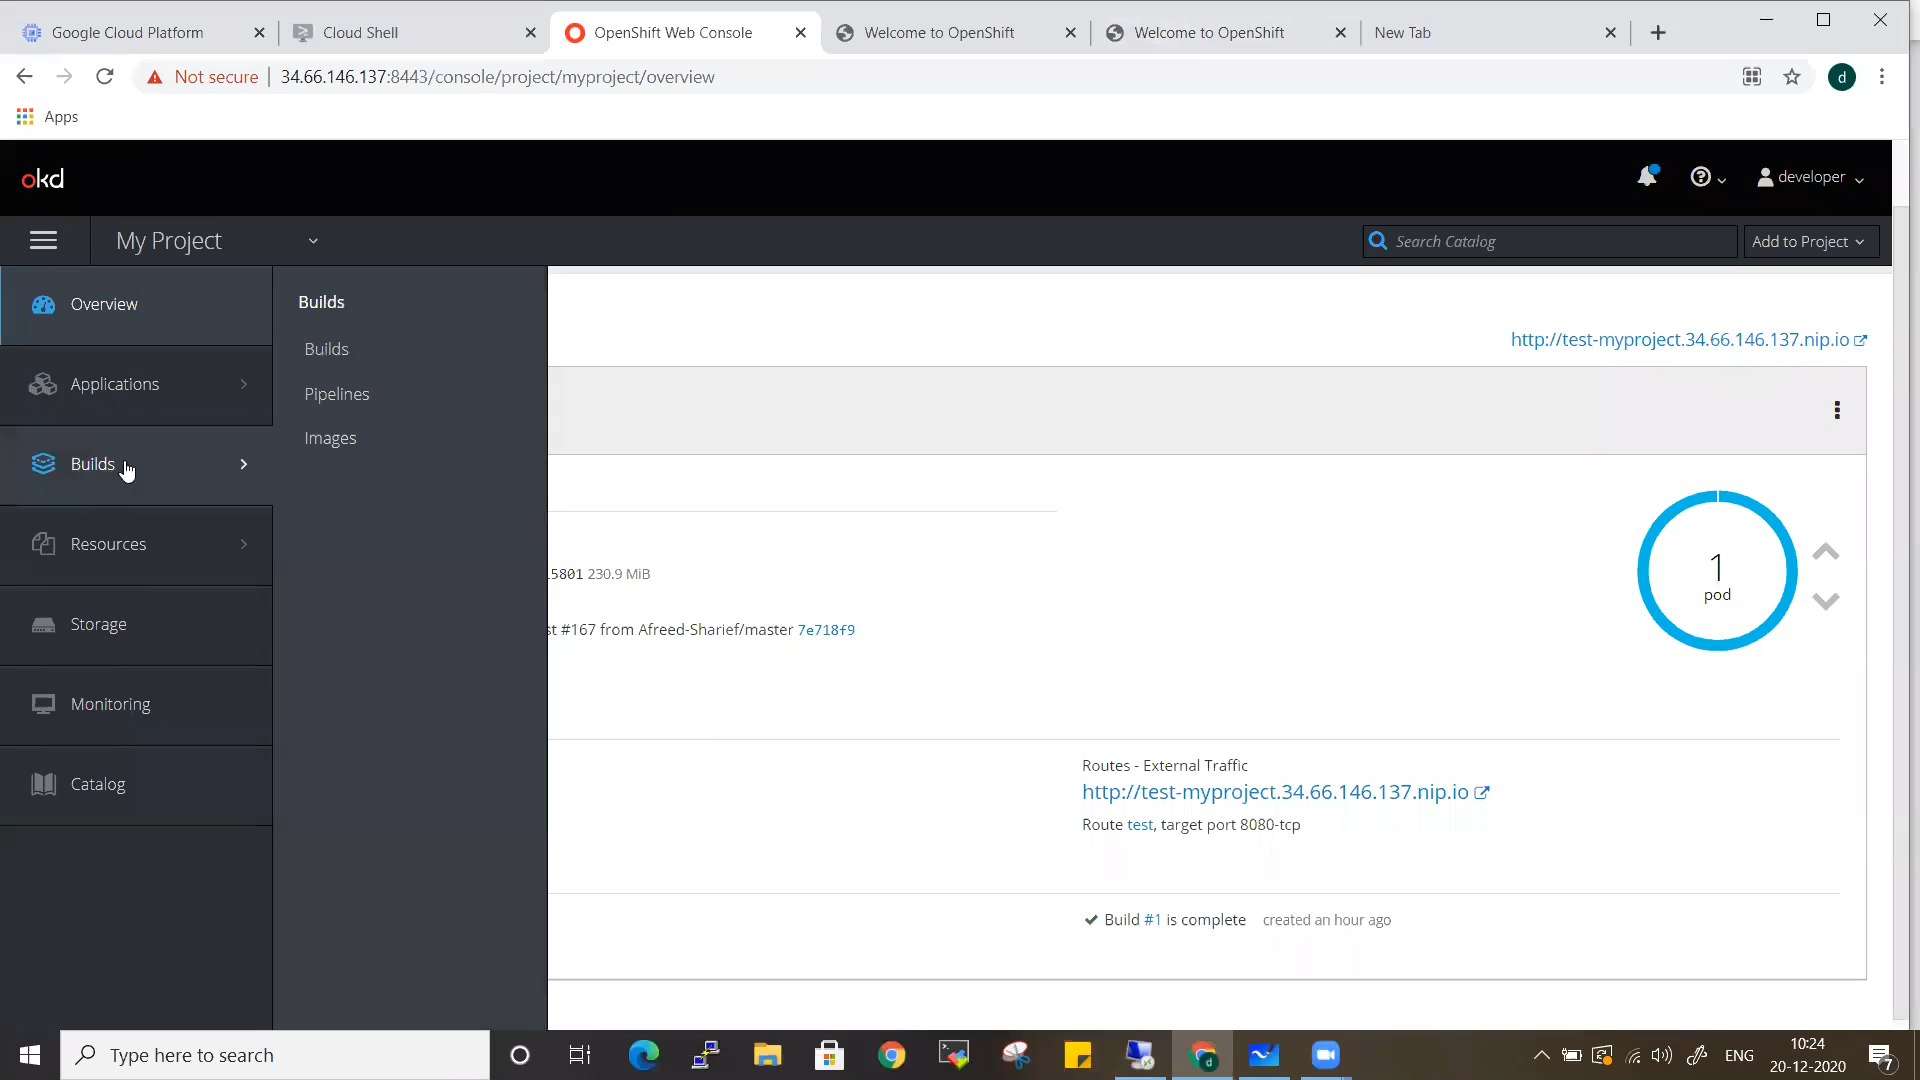 Google Cloud Platform
Cloud Shell
OpenShift Web Console
Welcome to OpenShift
Welcome to OpenShift
New Tab
Not secure
34.66.146.137:8443/console/project/myproject/overview
d
Apps
okd
developer
My Project
Search Catalog
Add to Project
Overview
Applications
Builds
Resources
Storage
Monitoring
Catalog
Builds
Builds
Pipelines
Images
http://test-myproject.34.66.146.137.nip.io
5801 230.9 MiB
st #167 from Afreed-Sharief/master 7e718f9
1
pod
Routes - External Traffic
http://test-myproject.34.66.146.137.nip.io
Route test, target port 8080-tcp
Build #1 is complete created an hour ago
Type here to search
d
ENG
10:24
20-12-2020
7